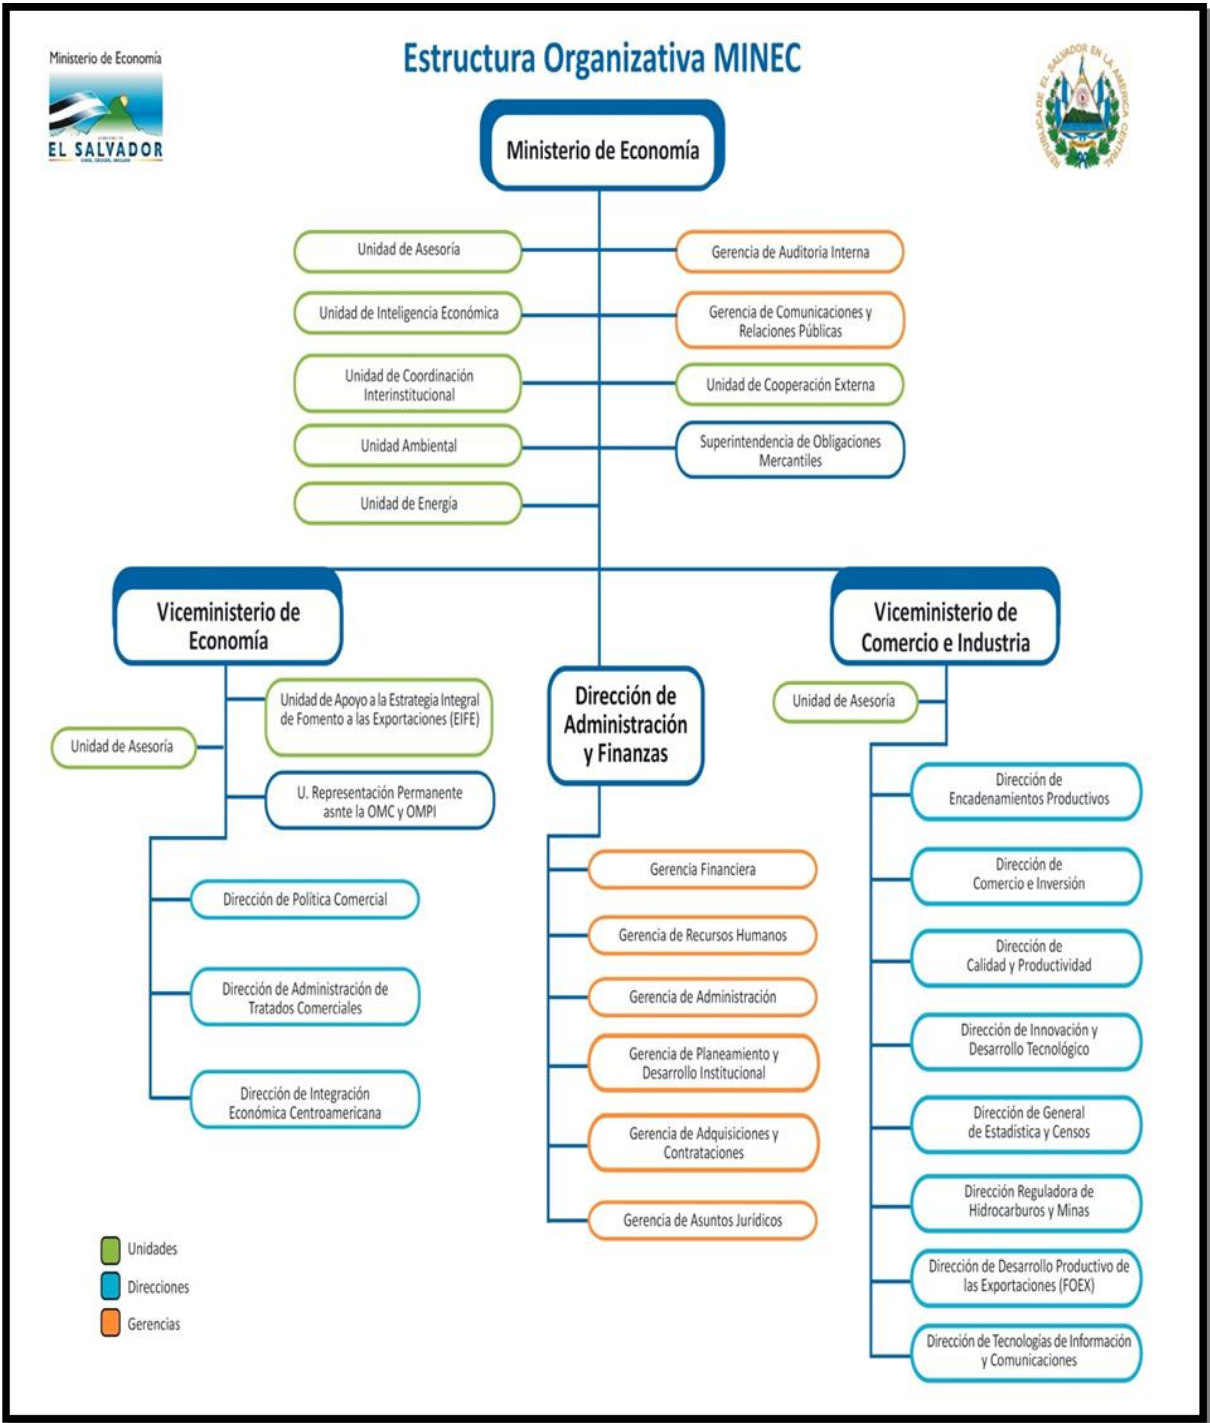 Estructura Organizativa MINEC
Ministerio de Economía
EL SALVADOR
REPÚBLICA DE EL SALVADOR EN LA AMÉRICA CENTRAL
Ministerio de Economía
Unidad de Asesoría
Gerencia de Auditoria Interna
Unidad de Inteligencia Económica
Gerencia de Comunicaciones y
Relaciones Públicas
Unidad de Coordinación
Interinstitucional
Unidad de Cooperación Externa
Unidad Ambiental
Superintendencia de Obligaciones
Mercantiles
Unidad de Energía
Viceministerio de
Economía
Unidad de Apoyo a la Estrategia Integral
de Fomento a las Exportaciones (EIFE)
Unidad de Asesoría
U. Representación Permanente
asnte la OMC y OMPI
Dirección de Política Comercial
Dirección de Administración de
Tratados Comerciales
Dirección de Integración
Económica Centroamericana
Dirección de
Administración
y Finanzas
Gerencia Financiera
Gerencia de Recursos Humanos
Gerencia de Administración
Gerencia de Planeamiento y
Desarrollo Institucional
Gerencia de Adquisiciones y
Contrataciones
Gerencia de Asuntos Jurídicos
Viceministerio de
Comercio e Industria
Unidad de Asesoría
Dirección de
Encadenamientos Productivos
Dirección de
Comercio e Inversión
Dirección de
Calidad y Productividad
Dirección de Innovación y
Desarrollo Tecnológico
Dirección de General
de Estadística y Censos
Dirección Reguladora de
Hidrocarburos y Minas
Dirección de Desarrollo Productivo de
las Exportaciones (FOEX)
Dirección de Tecnologías de Información
y Comunicaciones
Unidades
Direcciones
Gerencias